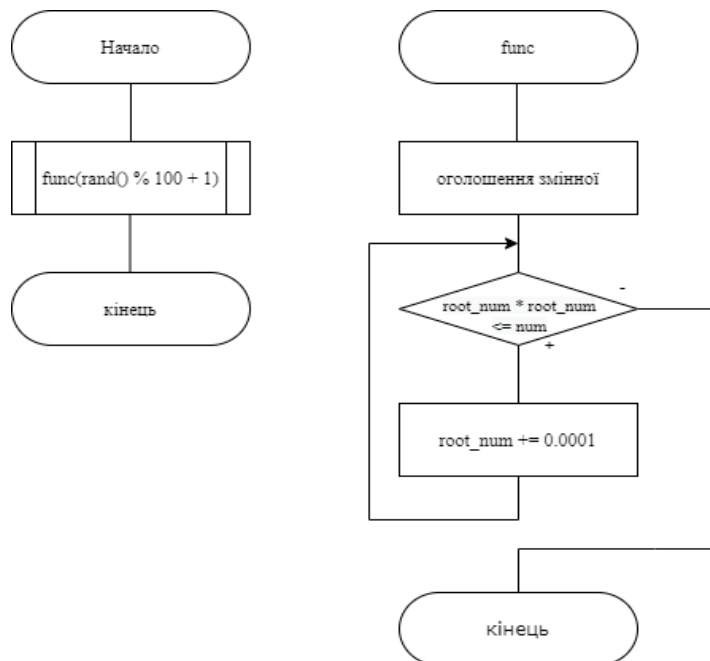 Начало
func(rand() % 100 + 1)
кінець
func
оголошення змінної
root_num * root_num
<= num
-
+
root_num += 0.0001
кінець